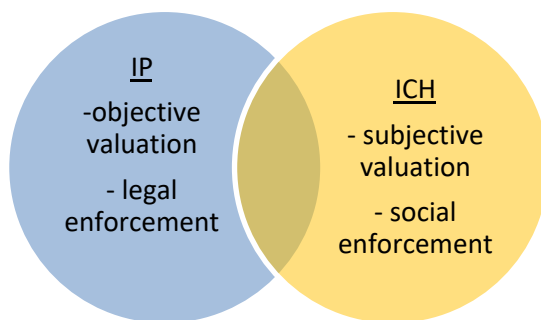 IP
-objective
valuation
- legal
enforcement
ICH
- subjective
valuation
- social
enforcement